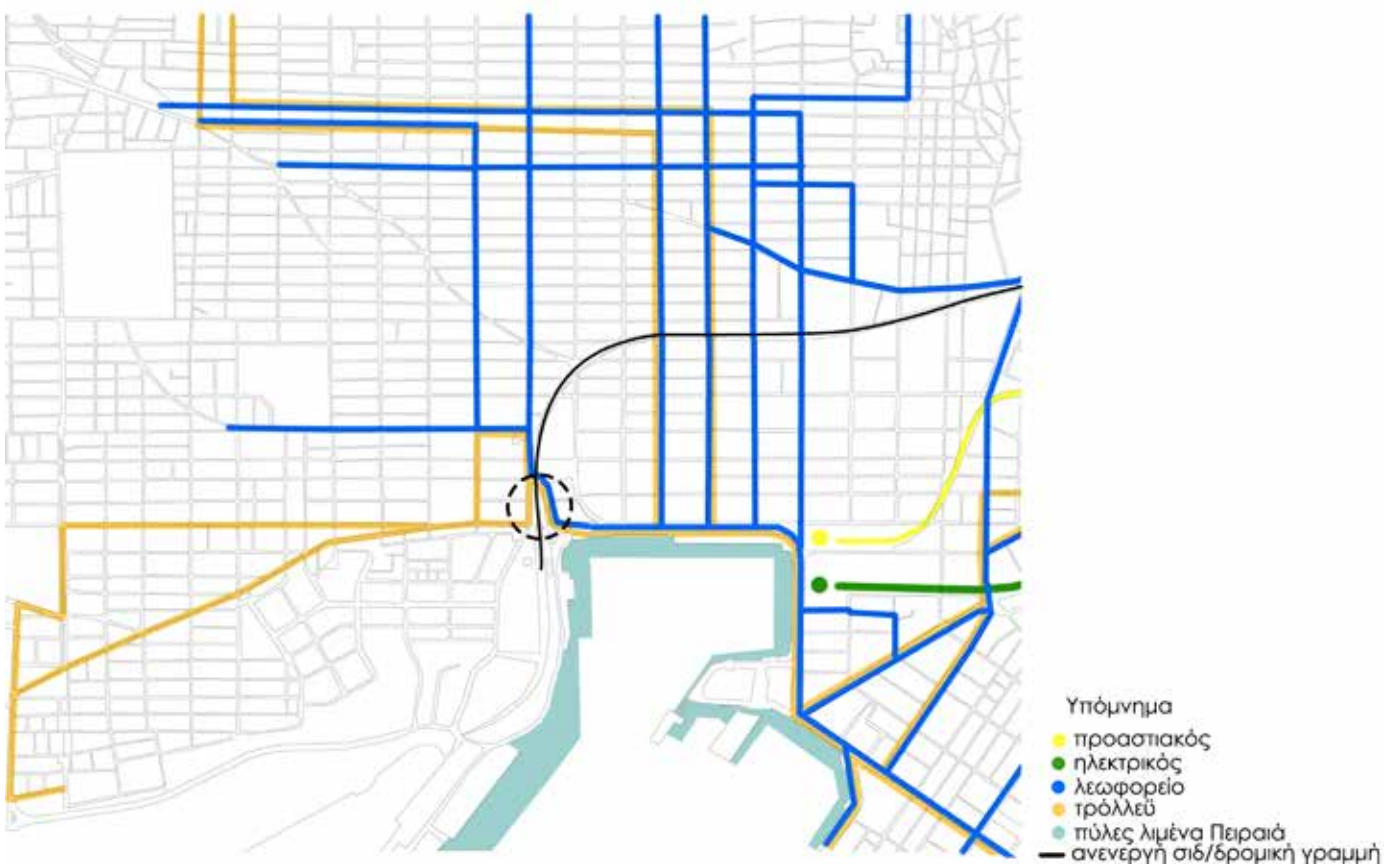 Υπόμνημα
προαστιακός
ηλεκτρικός
λεωφορείο
τρόλλεϋ
πύλες λιμένα Πειραιά
ανενεργή σιδ/δρομική γραμμή